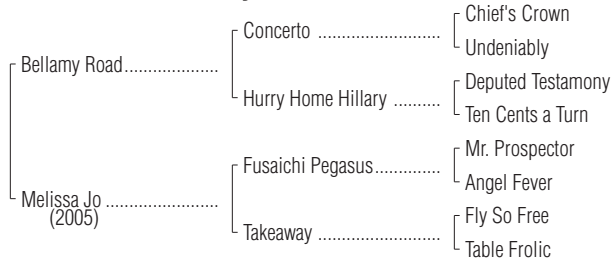 Chief's Crown
Concerto ..........................
Undeniably
Bellamy Road....................
Deputed Testamony
Hurry Home Hillary ..........
Ten Cents a Turn
Mr. Prospector
Fusaichi Pegasus..............
Angel Fever
Melissa Jo ........................
(2005)
Fly So Free
Takeaway ..........................
Table Frolic